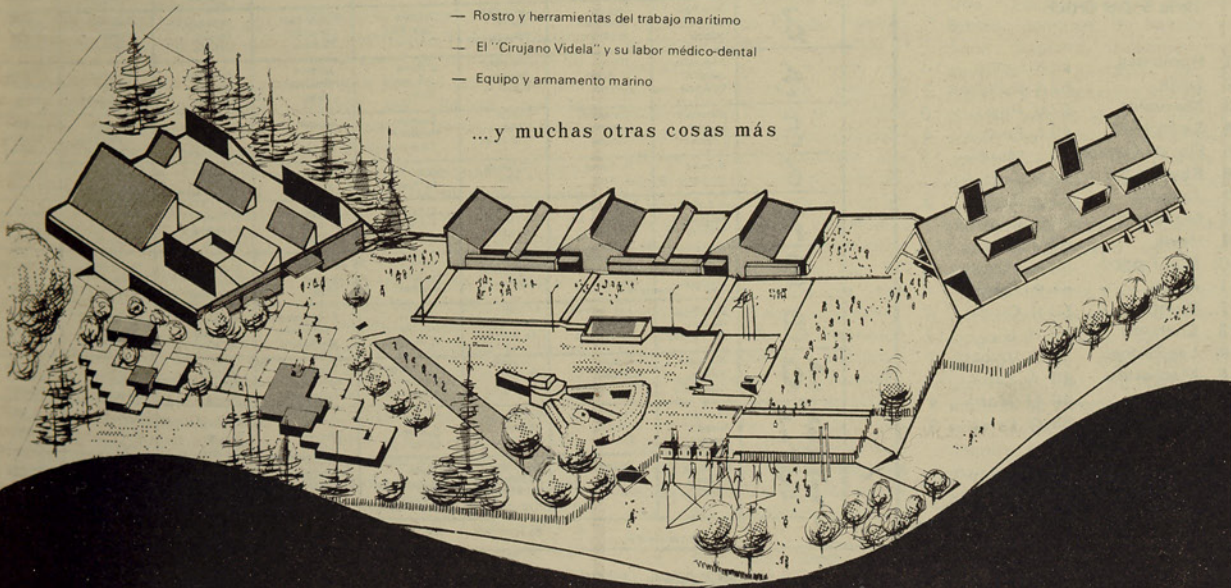 — Rostro y herramientas del trabajo marítimo
— El "Cirujano Videla" y su labor médico-dental
— Equipo y armamento marino
...y muchas otras cosas más